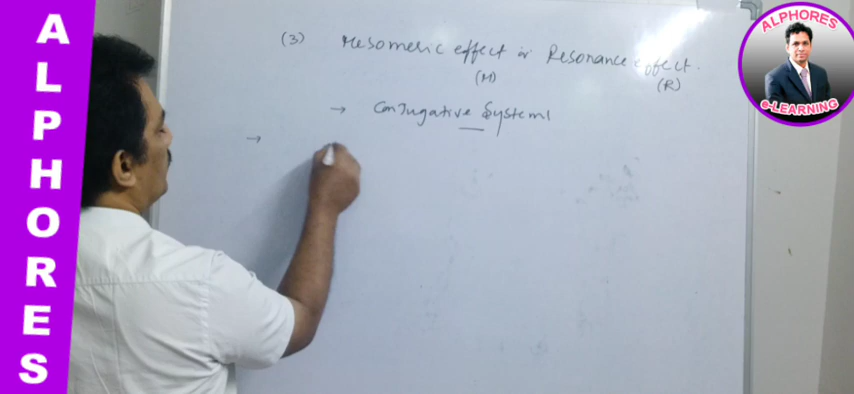 ALPHORES
(3) Mesomeric effect or Resonance effect.
(M) (R)
→ Conjugative Systems
→
ALPHORES
e-LEARNING